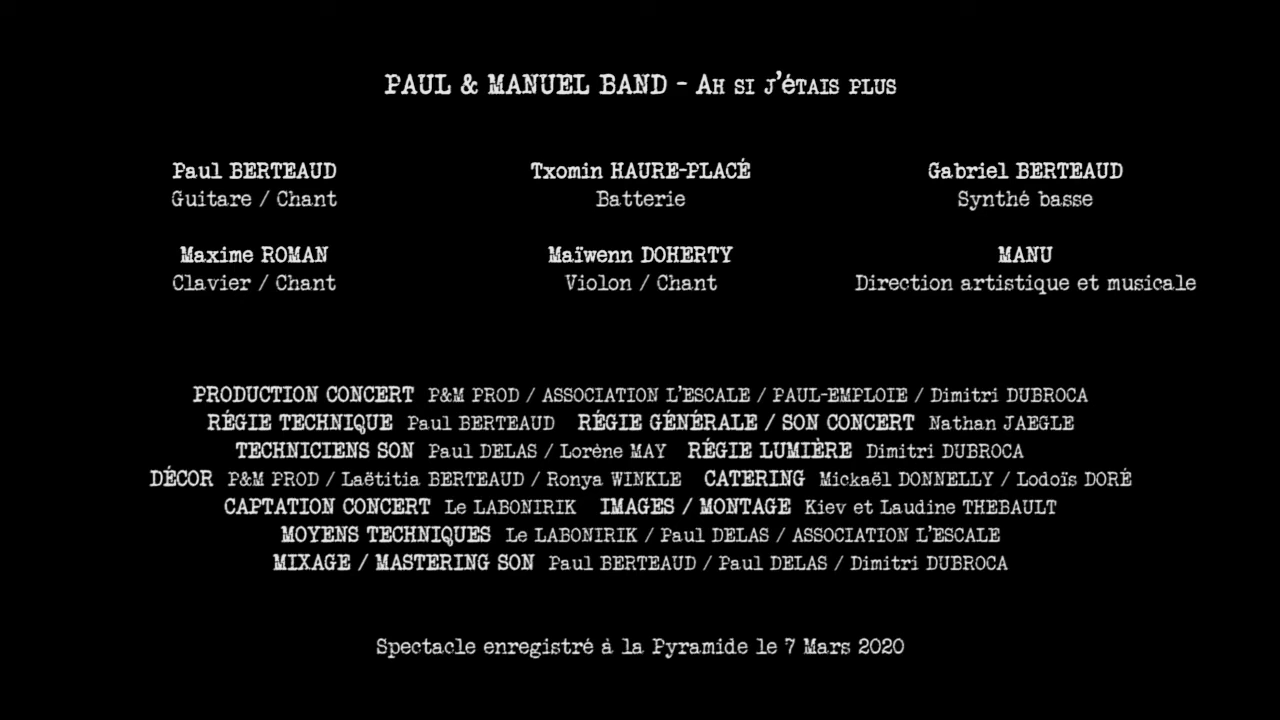 PAUL & MANUEL BAND - Ah si j'étais plus
Paul BERTEAUD Txomin HAURE-PLACÉ Gabriel BERTEAUD
Guitare / Chant Batterie Synthé basse
Maxime ROMAN Maïwenn DOHERTY MANU
Clavier / Chant Violon / Chant Direction artistique et musicale
PRODUCTION CONCERT P&M PROD / ASSOCIATION L'ESCALE / PAUL-EMPLOIE / Dimitri DUBROCA
RÉGIE TECHNIQUE Paul BERTEAUD RÉGIE GÉNÉRALE / SON CONCERT Nathan JAEGLE
TECHNICIENS SON Paul DELAS / Lorène MAY RÉGIE LUMIÈRE Dimitri DUBROCA
DÉCOR P&M PROD / Laëtitia BERTEAUD / Ronya WINKLE CATERING Mickaël DONNELLY / Lodoïs DORÉ
CAPTATION CONCERT Le LABONIRIK IMAGES / MONTAGE Kiev et Laudine THEBAULT
MOYENS TECHNIQUES Le LABONIRIK / Paul DELAS / ASSOCIATION L'ESCALE
MIXAGE / MASTERING SON Paul BERTEAUD / Paul DELAS / Dimitri DUBROCA
Spectacle enregistré à la Pyramide le 7 Mars 2020